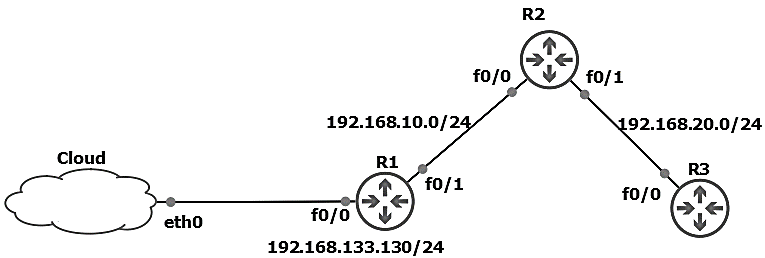 R2
f0/0
f0/1
192.168.10.0/24
192.168.20.0/24
Cloud
R1
R3
f0/1
f0/0
eth0
f0/0
192.168.133.130/24